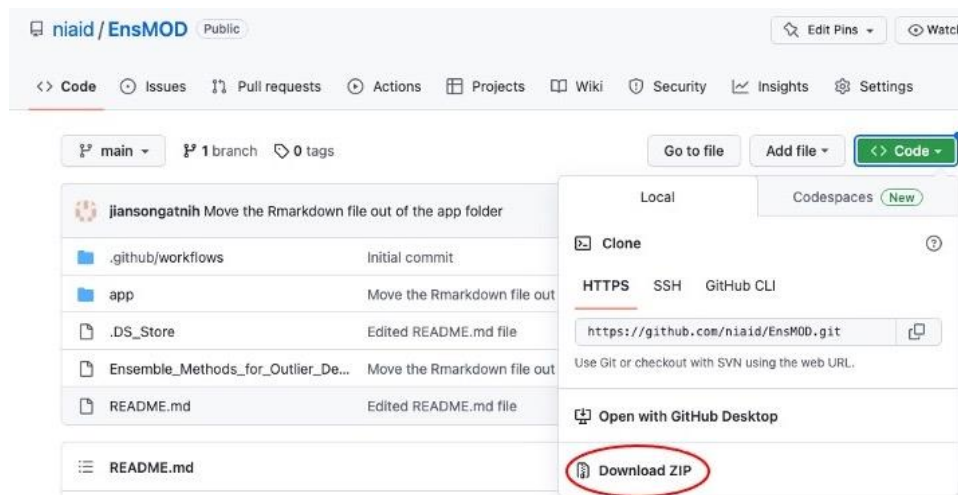 niaid / EnsMOD Public Edit Pins Watch
<> Code Issues Pull requests Actions Projects Wiki Security Insights Settings
main 1 branch 0 tags Go to file Add file <> Code
Local Codespaces New
jiansongatnih Move the Rmarkdown file out of the app folder
Clone
.github/workflows Initial commit
HTTPS SSH GitHub CLI
app Move the Rmarkdown file out
.DS_Store Edited README.md file
https://github.com/niaid/EnsMOD.git
Use Git or checkout with SVN using the web URL.
Ensemble_Methods_for_Outlier_De... Move the Rmarkdown file out
README.md Edited README.md file
Open with GitHub Desktop
README.md
Download ZIP